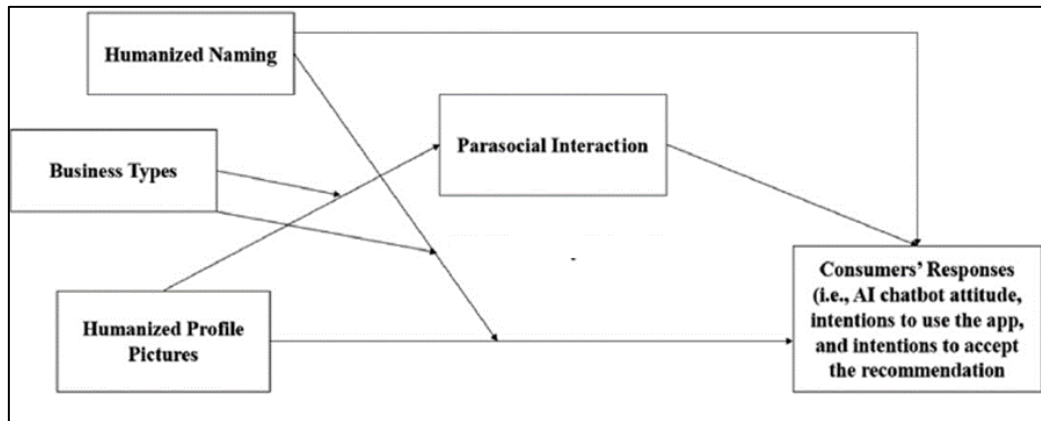 Humanized Naming
Business Types
Parasocial Interaction
Humanized Profile
Pictures
Consumers’ Responses
(i.e., AI chatbot attitude,
intentions to use the app,
and intentions to accept
the recommendation